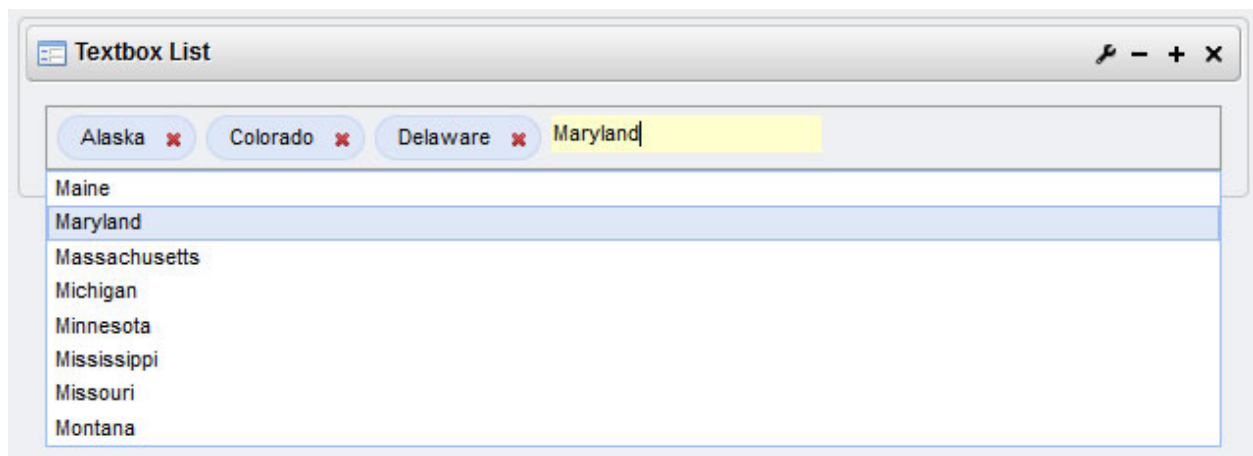 Textbox List
Alaska Colorado Delaware Maryland
Maine
Maryland
Massachusetts
Michigan
Minnesota
Mississippi
Missouri
Montana